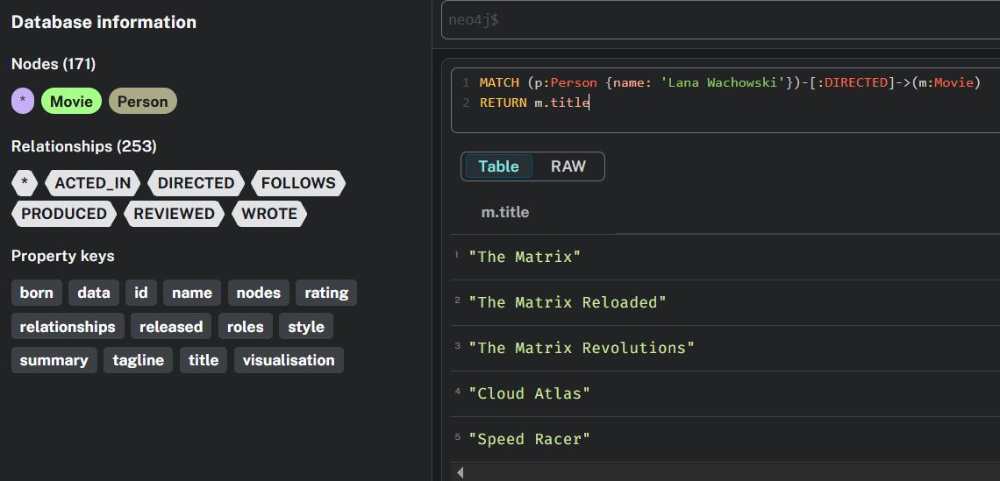 Database information
Nodes (171)
* Movie Person
Relationships (253)
* ACTED_IN DIRECTED FOLLOWS
PRODUCED REVIEWED WROTE
Property keys
born data id name nodes rating
relationships released roles style
summary tagline title visualisation
neo4j$
1 MATCH (p:Person {name: 'Lana Wachowski'})-[:DIRECTED]->(m:Movie)
2 RETURN m.title
Table RAW
m.title
1 "The Matrix"
2 "The Matrix Reloaded"
3 "The Matrix Revolutions"
4 "Cloud Atlas"
5 "Speed Racer"